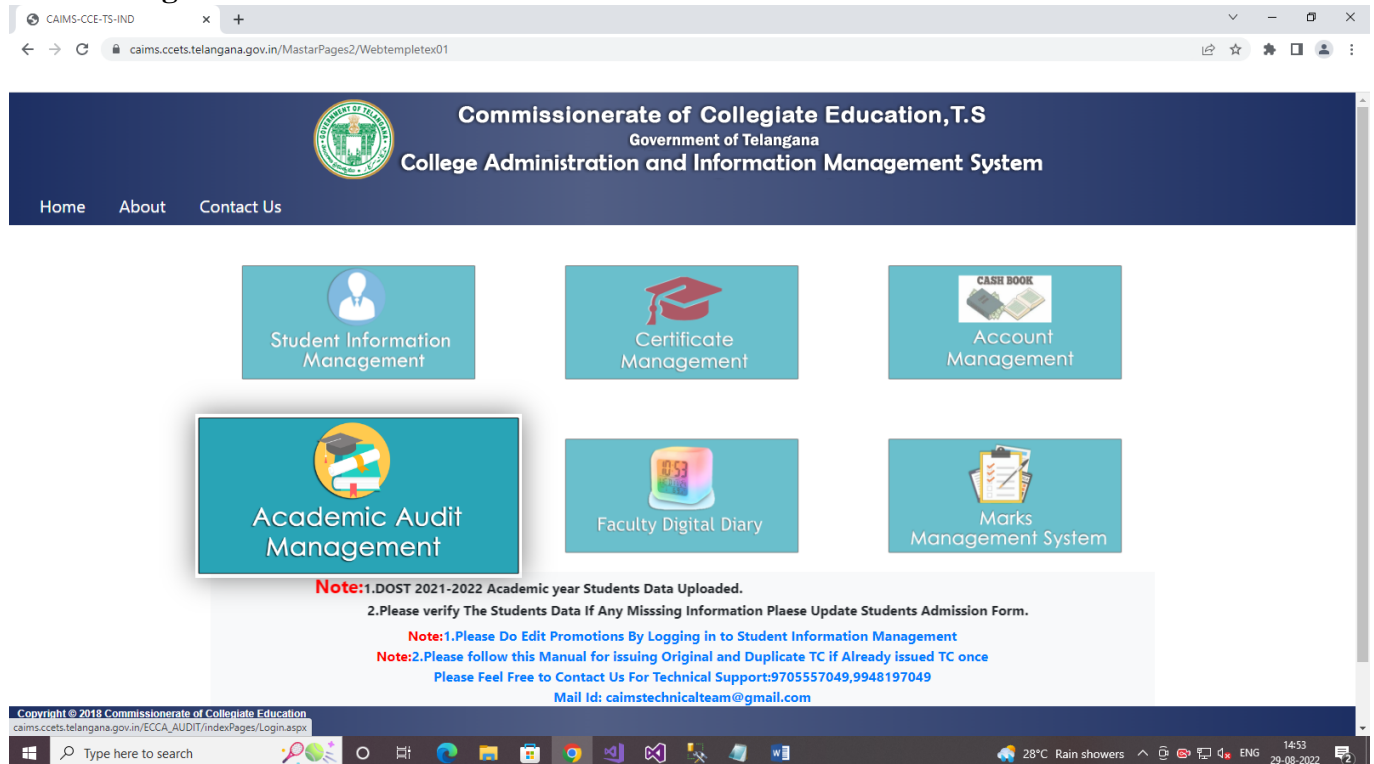 CAIMS-CCE-TS-IND
caims.ccets.telangana.gov.in/MastarPages2/Webtempletex01
Commissionerate of Collegiate Education,T.S
Government of Telangana
College Administration and Information Management System
Home About Contact Us
Student Information
Management
Certificate
Management
CASH BOOK
Account
Management
Academic Audit
Management
10:53
Faculty Digital Diary
Marks
Management System
Note:1.DOST 2021-2022 Academic year Students Data Uploaded.
2.Please verify The Students Data If Any Misssing Information Plaese Update Students Admission Form.
Note:1.Please Do Edit Promotions By Logging in to Student Information Management
Note:2.Please follow this Manual for issuing Original and Duplicate TC if Already issued TC once
Please Feel Free to Contact Us For Technical Support:9705557049,9948197049
Mail Id: caimstechnicalteam@gmail.com
Copyright © 2018 Commissionerate of Collegiate Education
caims.ccets.telangana.gov.in/ECCA_AUDIT/indexPages/Login.aspx
Type here to search
28°C Rain showers
ENG
14:53
29-08-2022
2